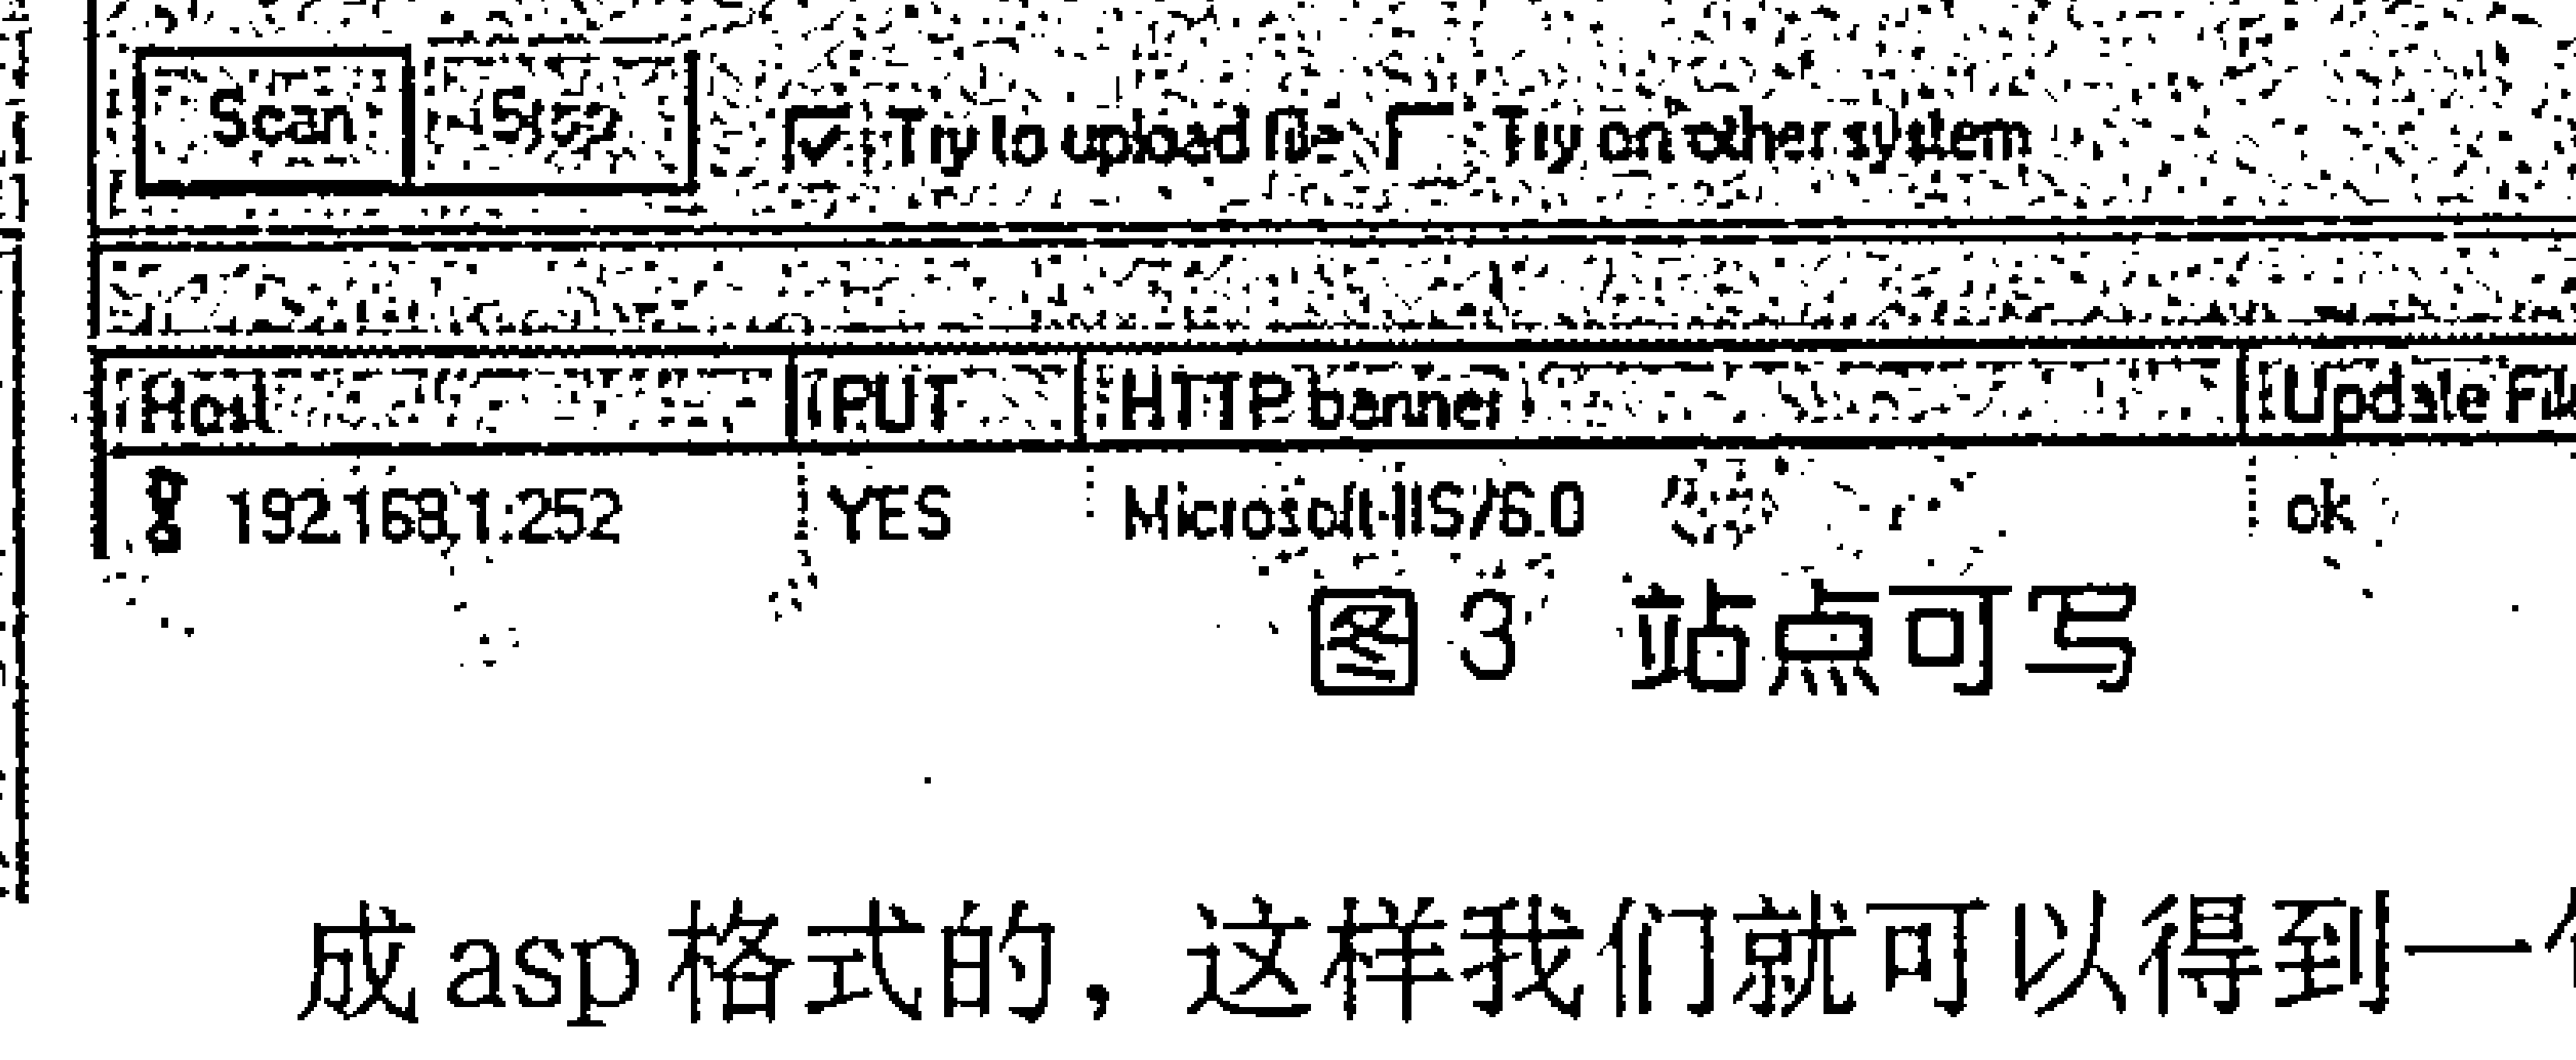 Scan Stop Try to upload file Try on other system
Host PUT HTTP banner Update File
192.168.1.252 YES Microsoft-IIS/6.0 ok
图 3 站点可写
成 asp 格式的，这样我们就可以得到一